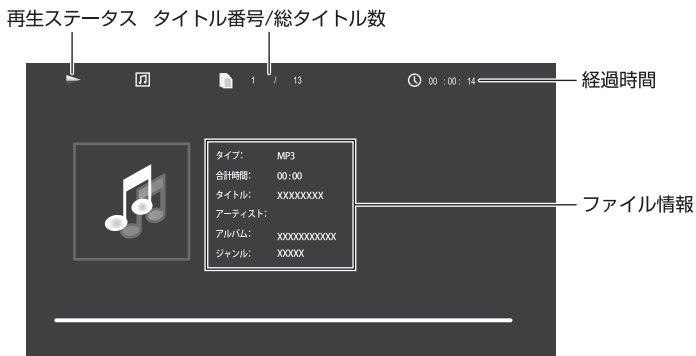 再生ステータス タイトル番号/総タイトル数
1 / 13 00 : 00 : 14 経過時間
タイプ: MP3
合計時間: 00:00
タイトル: XXXXXXXX
ファイル情報
アーティスト:
アルバム: XXXXXXXXXXX
ジャンル: XXXXX